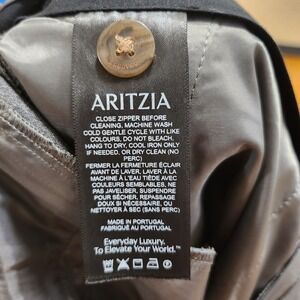 ARITZIA
CLOSE ZIPPER BEFORE
CLEANING, MACHINE WASH
COLD GENTLE CYCLE WITH LIKE
COLOURS, DO NOT BLEACH,
HANG TO DRY, COOL IRON ONLY
IF NEEDED, OR DRY CLEAN (NO
PERC)
FERMER LA FERMETURE ÉCLAIR
AVANT DE LAVER, LAVER À LA
MACHINE À L'EAU TIÈDE AVEC
COULEURS SEMBLABLES, NE
PAS JAVELISER, SUSPENDRE
POUR SÉCHER, REPASSAGE
DOUX SI NÉCESSAIRE, OU
NETTOYER À SEC (SANS PERC)
MADE IN PORTUGAL
FABRIQUÉ AU PORTUGAL
Everyday Luxury.
To Elevate Your World.™